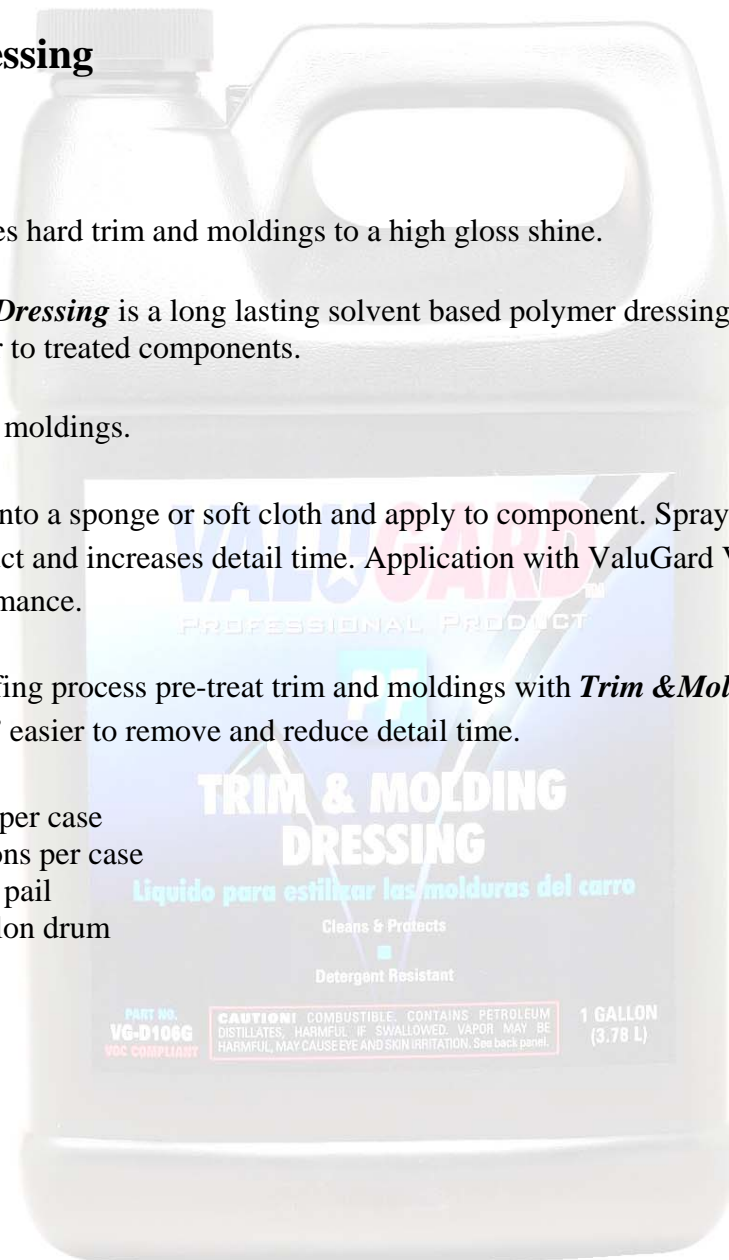 essing
es hard trim and moldings to a high gloss shine.
Dressing is a long lasting solvent based polymer dressing
r to treated components.
moldings.
nto a sponge or soft cloth and apply to component. Spray
ct and increases detail time. Application with ValuGard V
mance.
fing process pre-treat trim and moldings with Trim &Mol
" easier to remove and reduce detail time.
per case
ons per case
pail
lon drum
VALUGARD™
PROFESSIONAL PRODUCT
PF
TRIM & MOLDING
DRESSING
Liquido para estilizar las molduras del carro
Cleans & Protects
Detergent Resistant
PART NO.
VG-D106G
VOC COMPLIANT
CAUTION! COMBUSTIBLE. CONTAINS PETROLEUM
DISTILLATES, HARMFUL IF SWALLOWED. VAPOR MAY BE
HARMFUL, MAY CAUSE EYE AND SKIN IRRITATION. See back panel.
1 GALLON
(3.78 L)